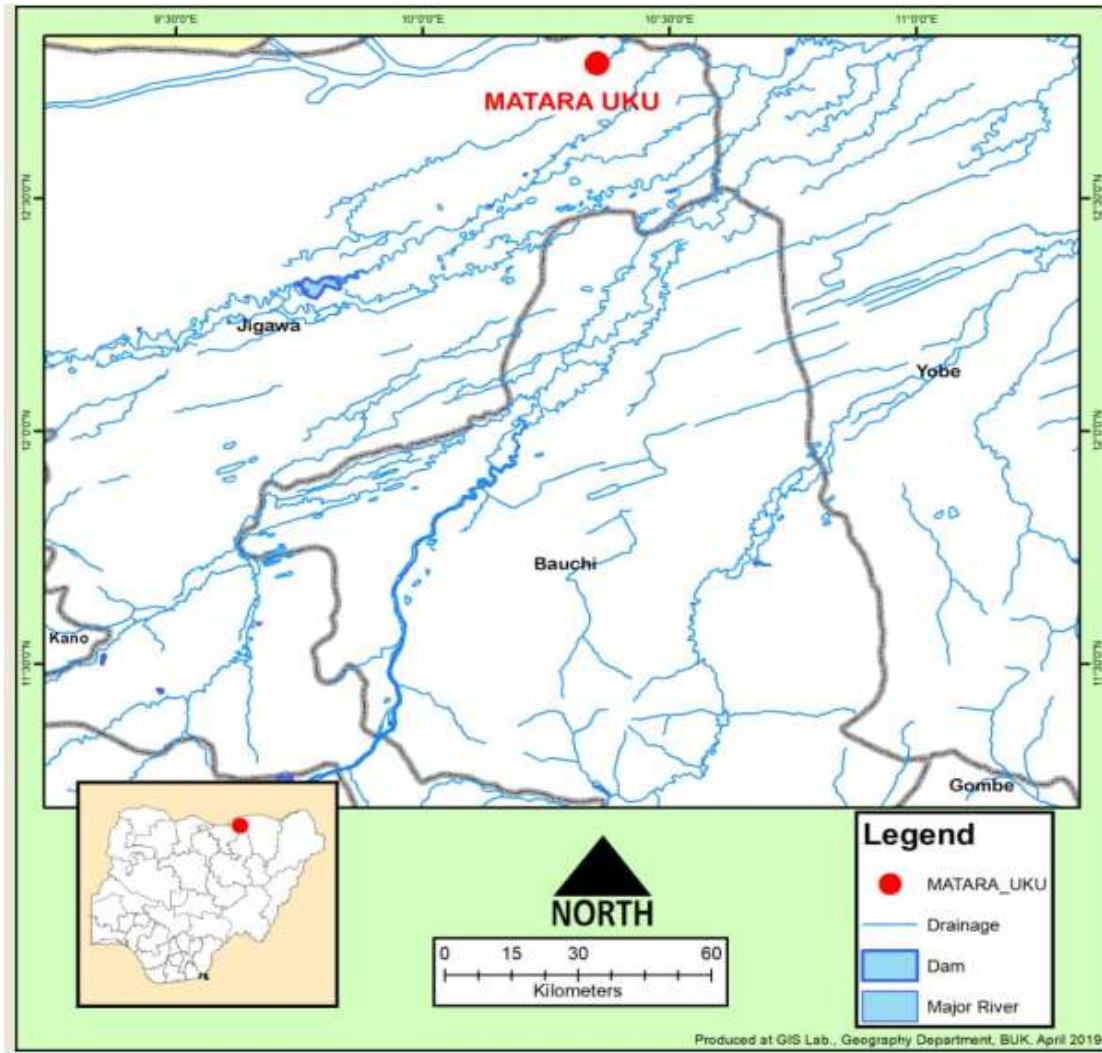 9°30'0"E
10°0'0"E
10°30'0"E
11°0'0"E
MATARA UKU
12°30'0"N
12°30'0"N
Jigawa
Yobe
12°0'0"N
12°0'0"N
Bauchi
Kano
11°30'0"N
11°30'0"N
Gombe
NORTH
0 15 30 60
Kilometers
Legend
MATARA_UKU
Drainage
Dam
Major River
Produced at GIS Lab., Geography Department, BUK. April 2019